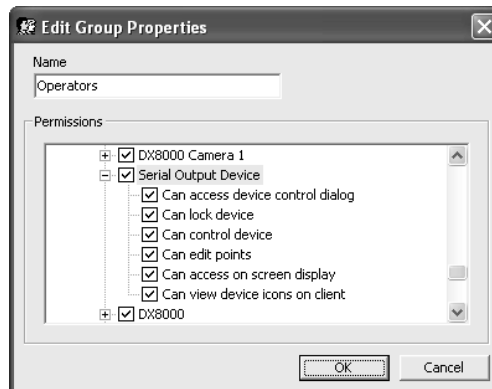 Edit Group Properties
Name
Operators
Permissions
DX8000 Camera 1
Serial Output Device
Can access device control dialog
Can lock device
Can control device
Can edit points
Can access on screen display
Can view device icons on client
DX8000
OK
Cancel